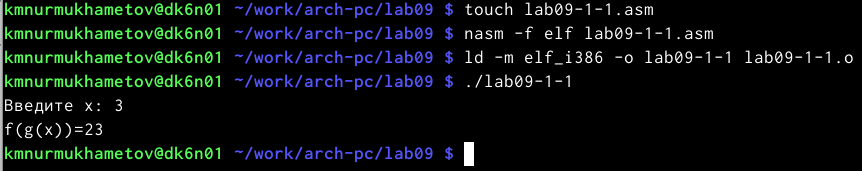 kmnurmukhametov@dk6n01 ~/work/arch-pc/lab09 $ touch lab09-1-1.asm
kmnurmukhametov@dk6n01 ~/work/arch-pc/lab09 $ nasm -f elf lab09-1-1.asm
kmnurmukhametov@dk6n01 ~/work/arch-pc/lab09 $ ld -m elf_i386 -o lab09-1-1 lab09-1-1.o
kmnurmukhametov@dk6n01 ~/work/arch-pc/lab09 $ ./lab09-1-1
Введите x: 3
f(g(x))=23
kmnurmukhametov@dk6n01 ~/work/arch-pc/lab09 $